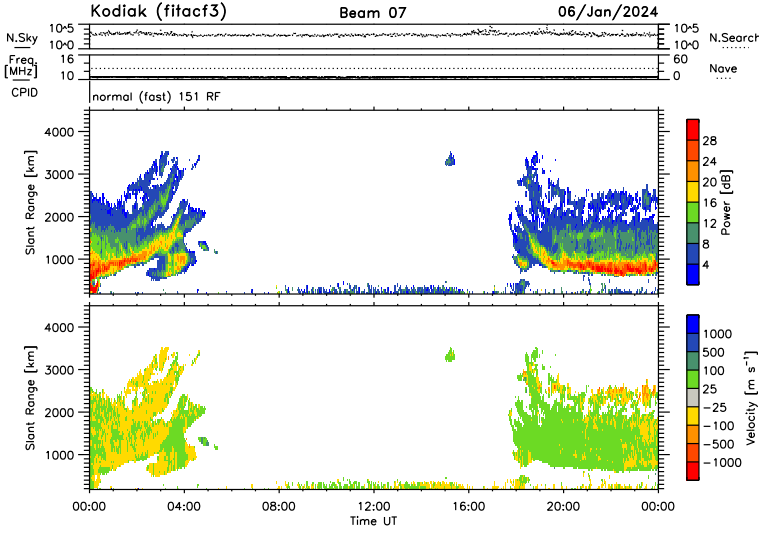 Kodiak (fitacf3) Beam 07 06/Jan/2024
N.Sky 10^5 10^0 10^5 10^0 N.Search
Freq. [MHz] 16 10 60 0 Nave
CPID normal (fast) 151 RF
Slant Range [km] 4000 3000 2000 1000
28 24 20 16 12 8 4 Power [dB]
Slant Range [km] 4000 3000 2000 1000
1000 500 100 25 −25 −100 −500 −1000 Velocity [m s⁻¹]
00:00 04:00 08:00 12:00 16:00 20:00 00:00
Time UT